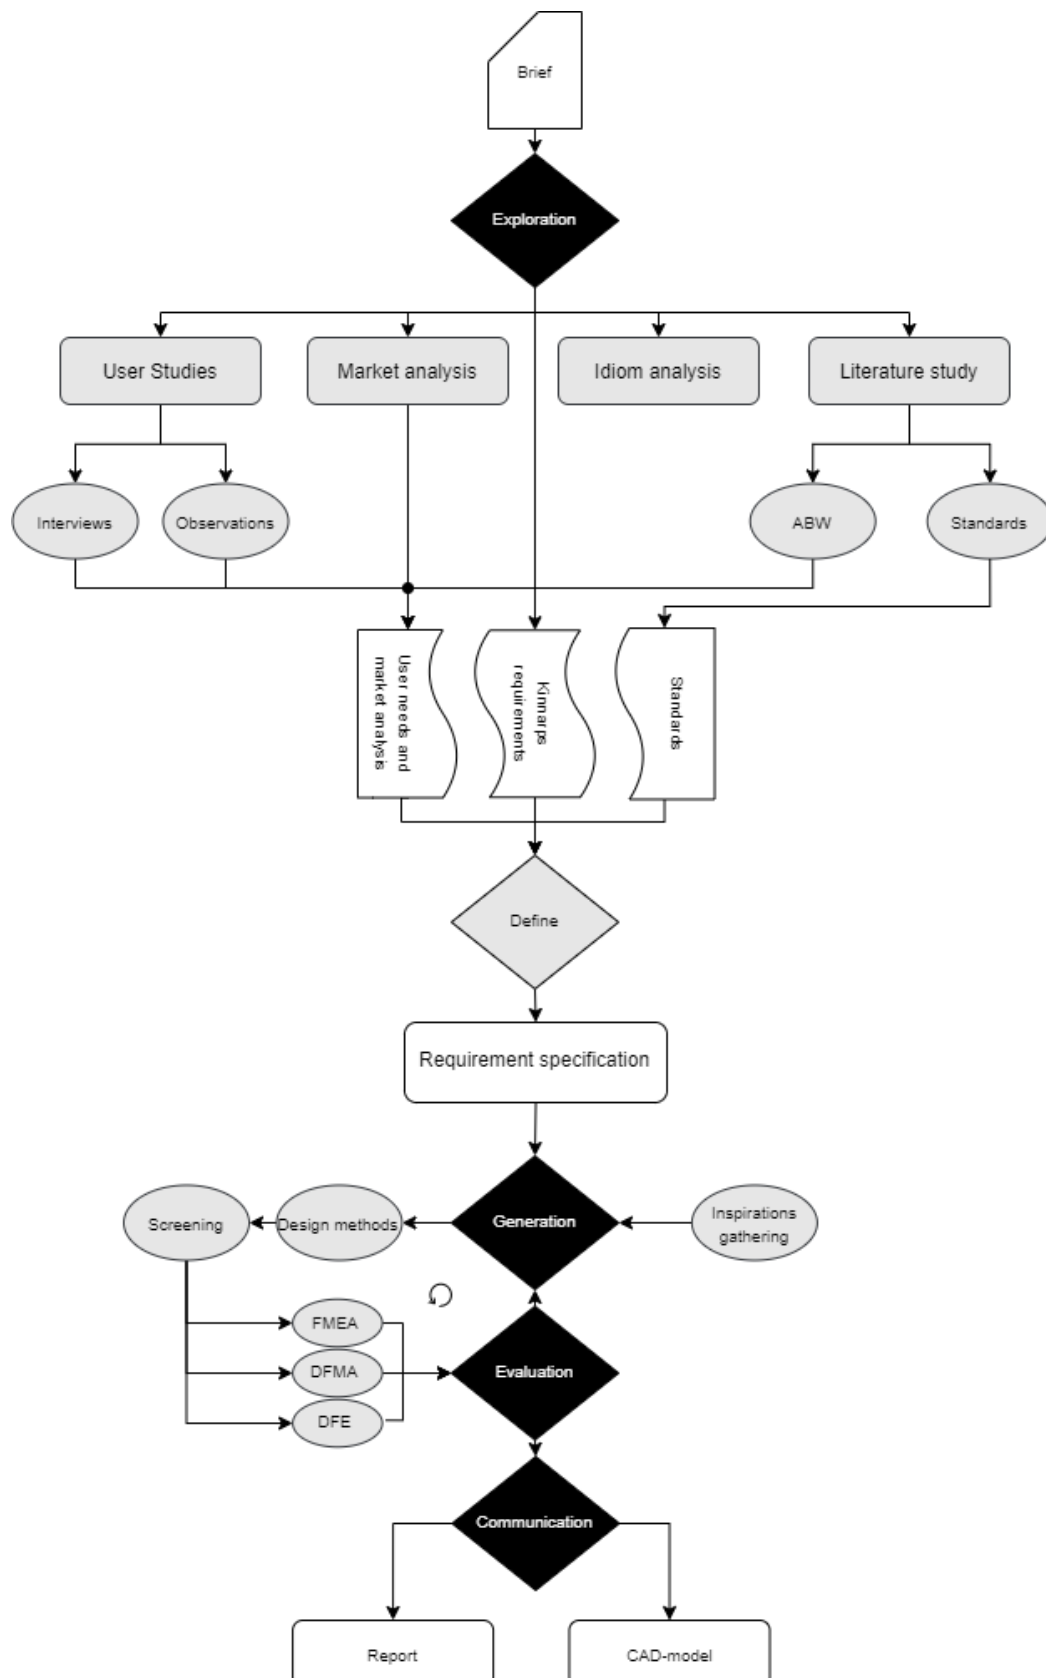 Brief
Exploration
User Studies
Market analysis
Idiom analysis
Literature study
Interviews
Observations
ABW
Standards
User needs and
market analysis
Kinnarps
requirements
Standards
Define
Requirement specification
Screening
Design methods
Generation
Inspirations
gathering
FMEA
DFMA
DFE
Evaluation
Communication
Report
CAD-model